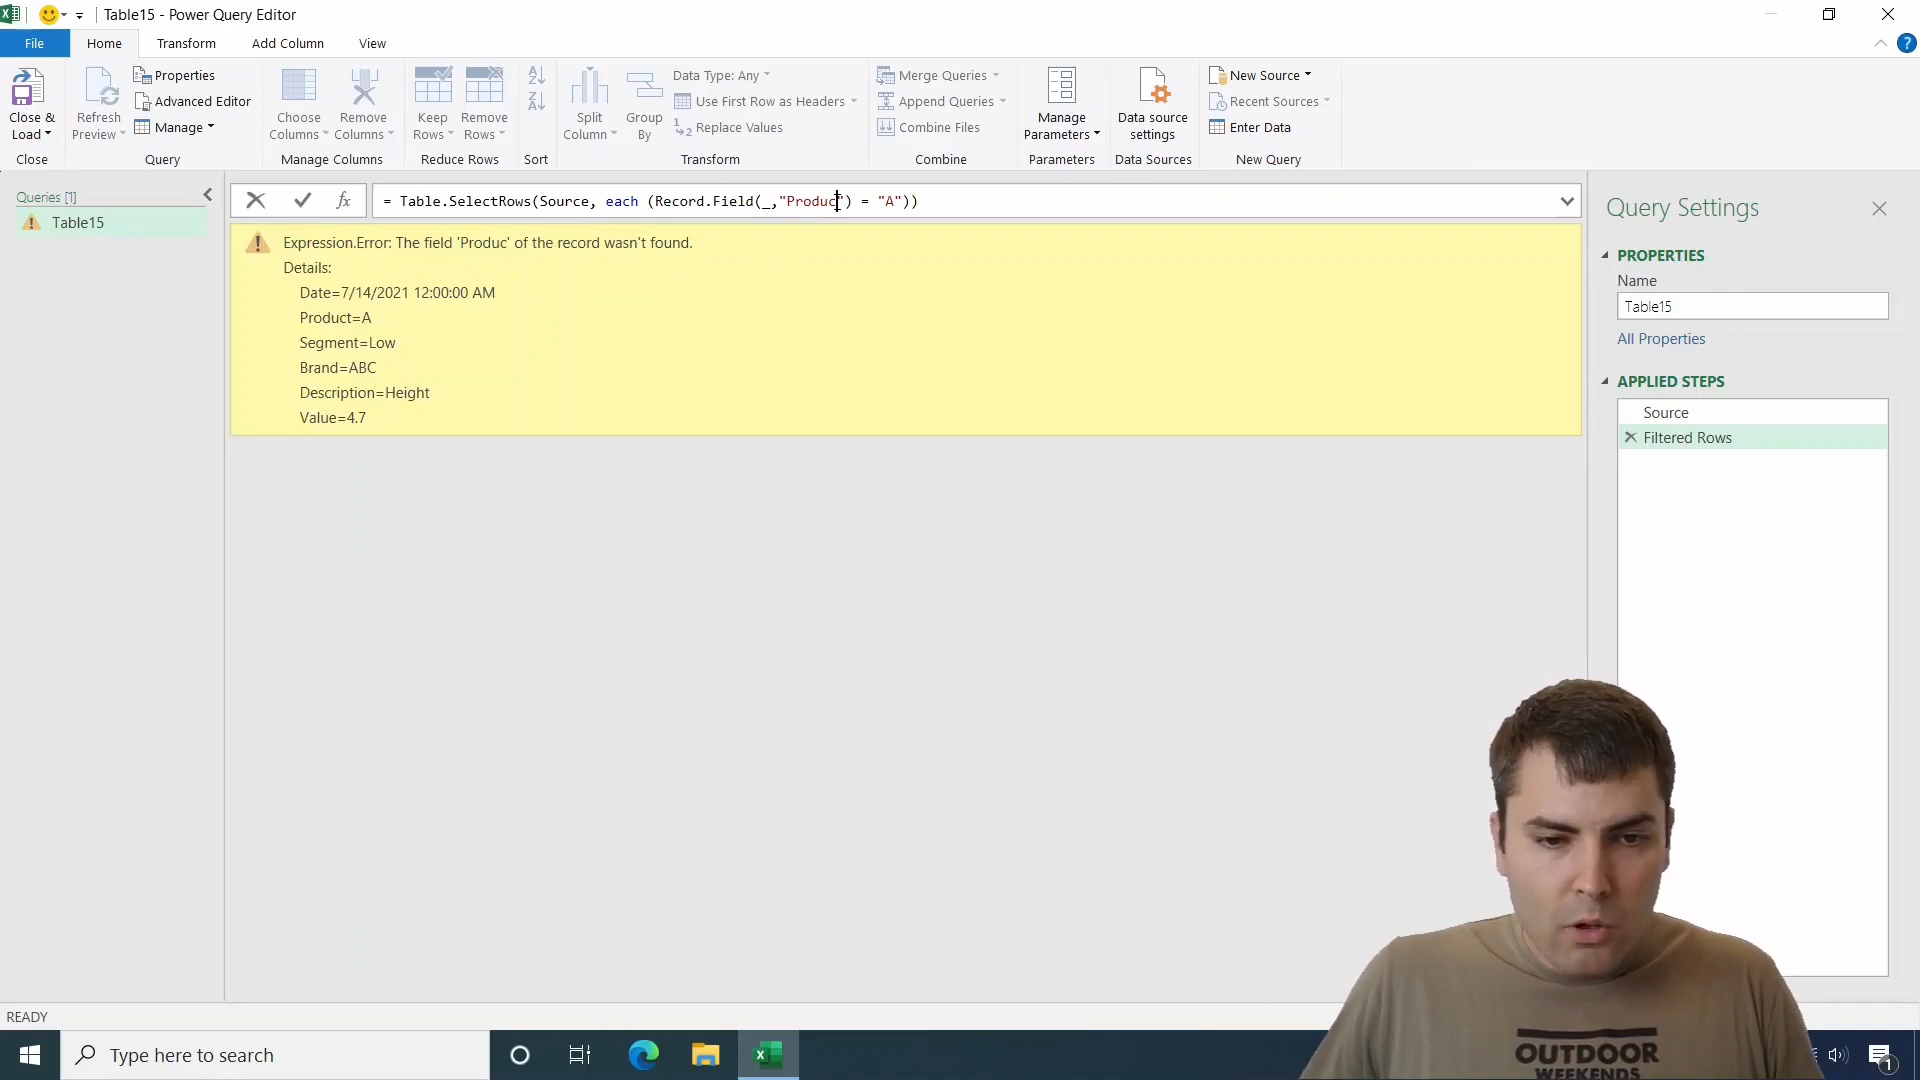 Table15 - Power Query Editor
File Home Transform Add Column View
Close & Load
Close
Refresh Preview
Properties
Advanced Editor
Manage
Query
Choose Columns
Remove Columns
Manage Columns
Keep Rows
Remove Rows
Reduce Rows
Sort
Split Column
Group By
Data Type: Any
Use First Row as Headers
Replace Values
Transform
Merge Queries
Append Queries
Combine Files
Combine
Manage Parameters
Parameters
Data source settings
Data Sources
New Source
Recent Sources
Enter Data
New Query
Queries [1]
Table15
fx
= Table.SelectRows(Source, each (Record.Field(_,"Produc") = "A"))
Expression.Error: The field 'Produc' of the record wasn't found.
Details:
Date=7/14/2021 12:00:00 AM
Product=A
Segment=Low
Brand=ABC
Description=Height
Value=4.7
Query Settings
PROPERTIES
Name
Table15
All Properties
APPLIED STEPS
Source
Filtered Rows
READY
Type here to search
OUTDOOR
WEEKENDS
1